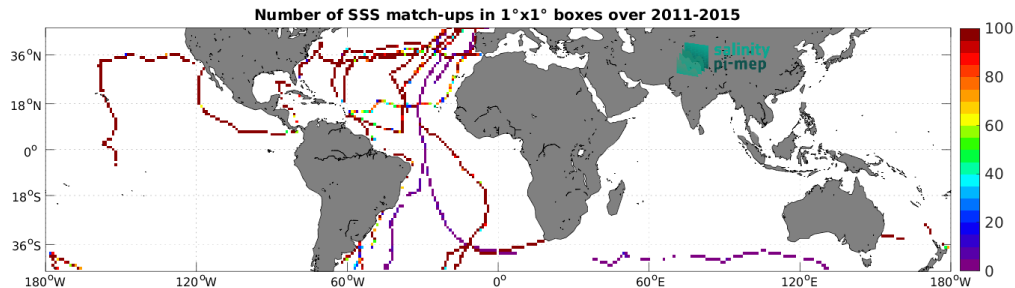 Number of SSS match-ups in 1°x1° boxes over 2011-2015
salinity
pi-mep
36°N
18°N
0°
18°S
36°S
180°W
120°W
60°W
0°
60°E
120°E
180°W
100
80
60
40
20
0